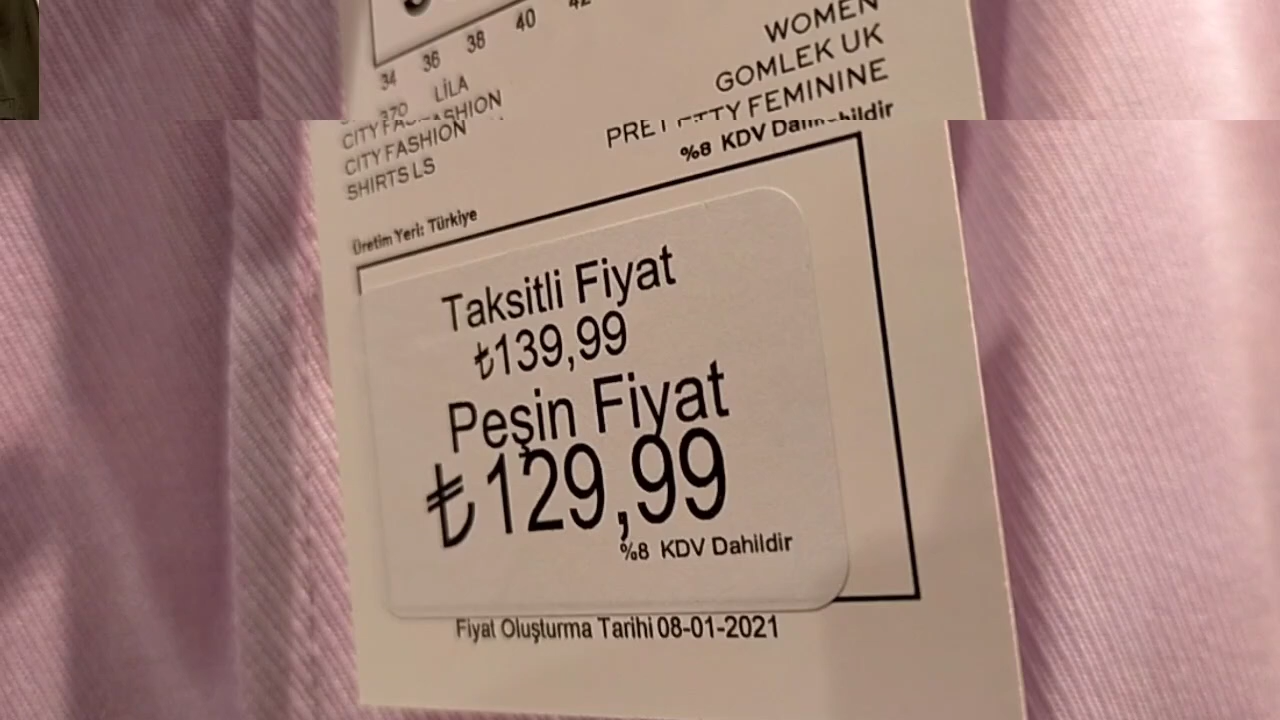 34 36 38 40 42
370 LİLA
CITY FASHION
CITY FASHION
SHIRTS LS
WOMEN
GOMLEK UK
PRETTY FEMININE
%8 KDV Dahildir
Üretim Yeri: Türkiye
Taksitli Fiyat
₺139,99
Peşin Fiyat
₺129,99
%8 KDV Dahildir
Fiyat Oluşturma Tarihi 08-01-2021